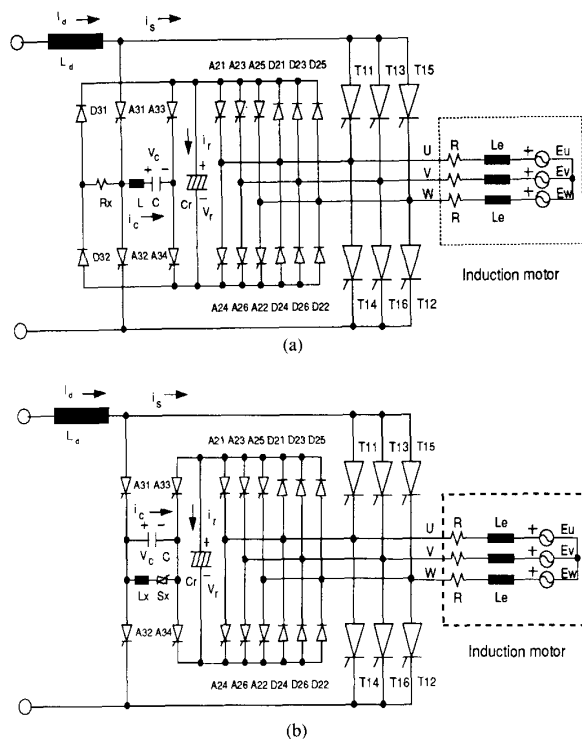 I_d i_s
L_d
A21 A23 A25 D21 D23 D25
T11 T13 T15
D31 A31 A33
V_c i_r
+ − +
Rx L C Cr − V_r
i_c
D32 A32 A34
U R Le + Eu
V + Ev
W + Ew
R Le
Induction motor
A24 A26 A22 D24 D26 D22
T14 T16 T12
(a)
I_d i_s
L_d
A21 A23 A25 D21 D23 D25
T11 T13 T15
A31 A33
i_c i_r
+ − +
V_c C Cr − V_r
Lx Sx
A32 A34
U R Le + Eu
V + Ev
W + Ew
R Le
Induction motor
A24 A26 A22 D24 D26 D22
T14 T16 T12
(b)